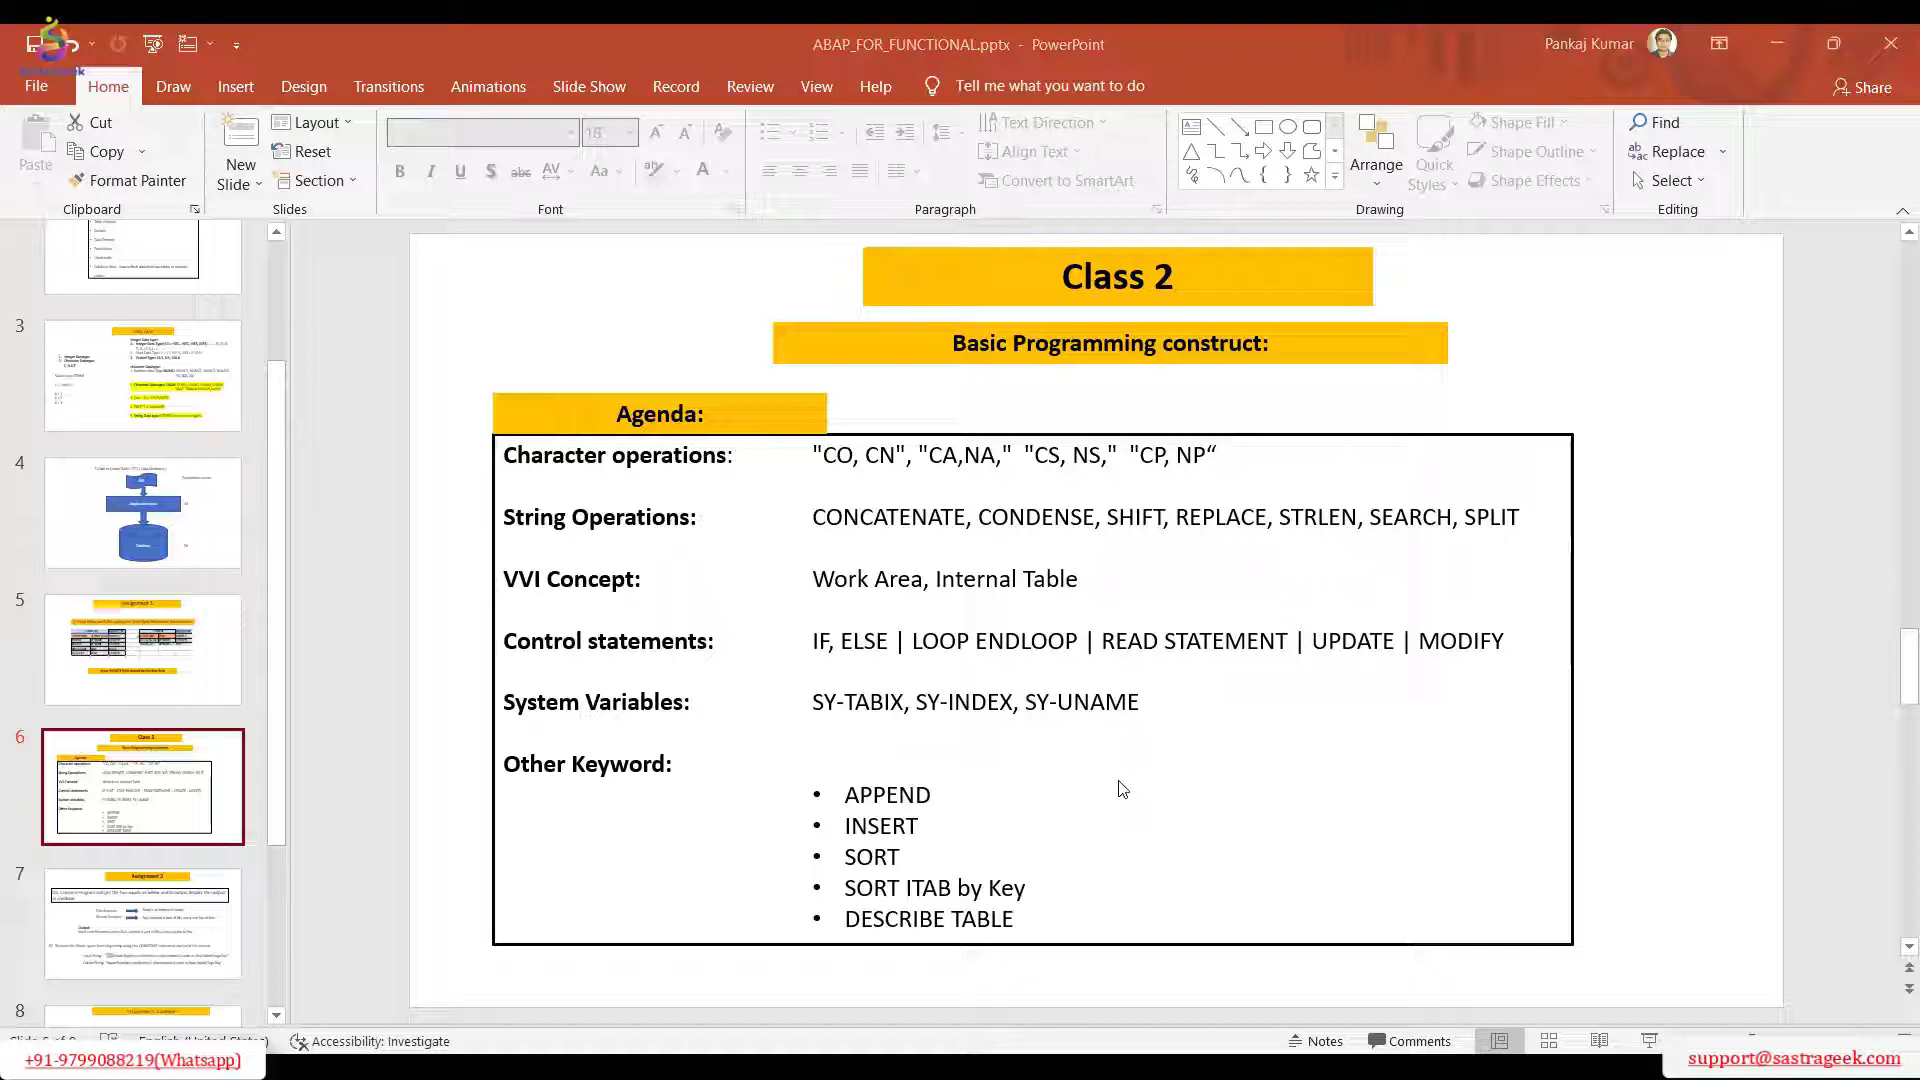 ABAP_FOR_FUNCTIONAL.pptx - PowerPoint
Pankaj Kumar
File Home Draw Insert Design Transitions Animations Slide Show Record Review View Help Tell me what you want to do
Share
Paste
Cut
Copy
Format Painter
Clipboard
New
Slide
Layout
Reset
Section
Slides
18
Font
Text Direction
Align Text
Convert to SmartArt
Paragraph
Arrange
Quick
Styles
Shape Fill
Shape Outline
Shape Effects
Drawing
Find
Replace
Select
Editing
3
4
5
6
7
8
Class 2
Basic Programming construct:
Agenda:
Character operations: "CO, CN", "CA,NA," "CS, NS," "CP, NP“
String Operations: CONCATENATE, CONDENSE, SHIFT, REPLACE, STRLEN, SEARCH, SPLIT
VVI Concept: Work Area, Internal Table
Control statements: IF, ELSE | LOOP ENDLOOP | READ STATEMENT | UPDATE | MODIFY
System Variables: SY-TABIX, SY-INDEX, SY-UNAME
Other Keyword:
• APPEND
• INSERT
• SORT
• SORT ITAB by Key
• DESCRIBE TABLE
Accessibility: Investigate
Notes
Comments
+91-9799088219(Whatsapp)
support@sastrageek.com